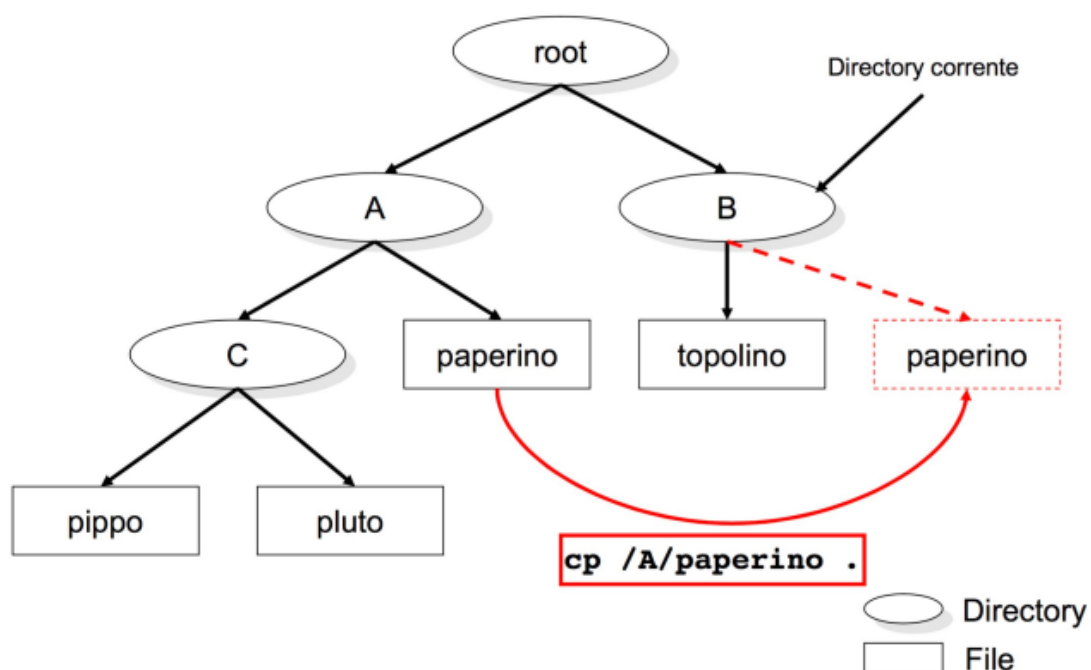 root
Directory corrente
A
B
C
paperino
topolino
paperino
pippo
pluto
cp /A/paperino .
Directory
File